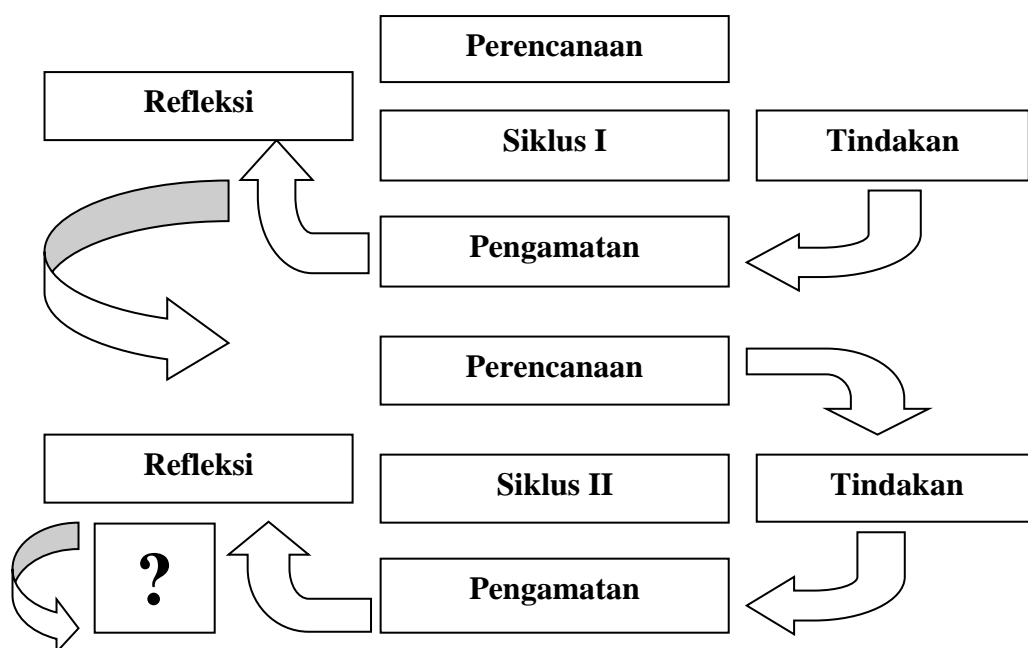 Perencanaan
Refleksi
Siklus I
Tindakan
Pengamatan
Perencanaan
Refleksi
Siklus II
Tindakan
?
Pengamatan